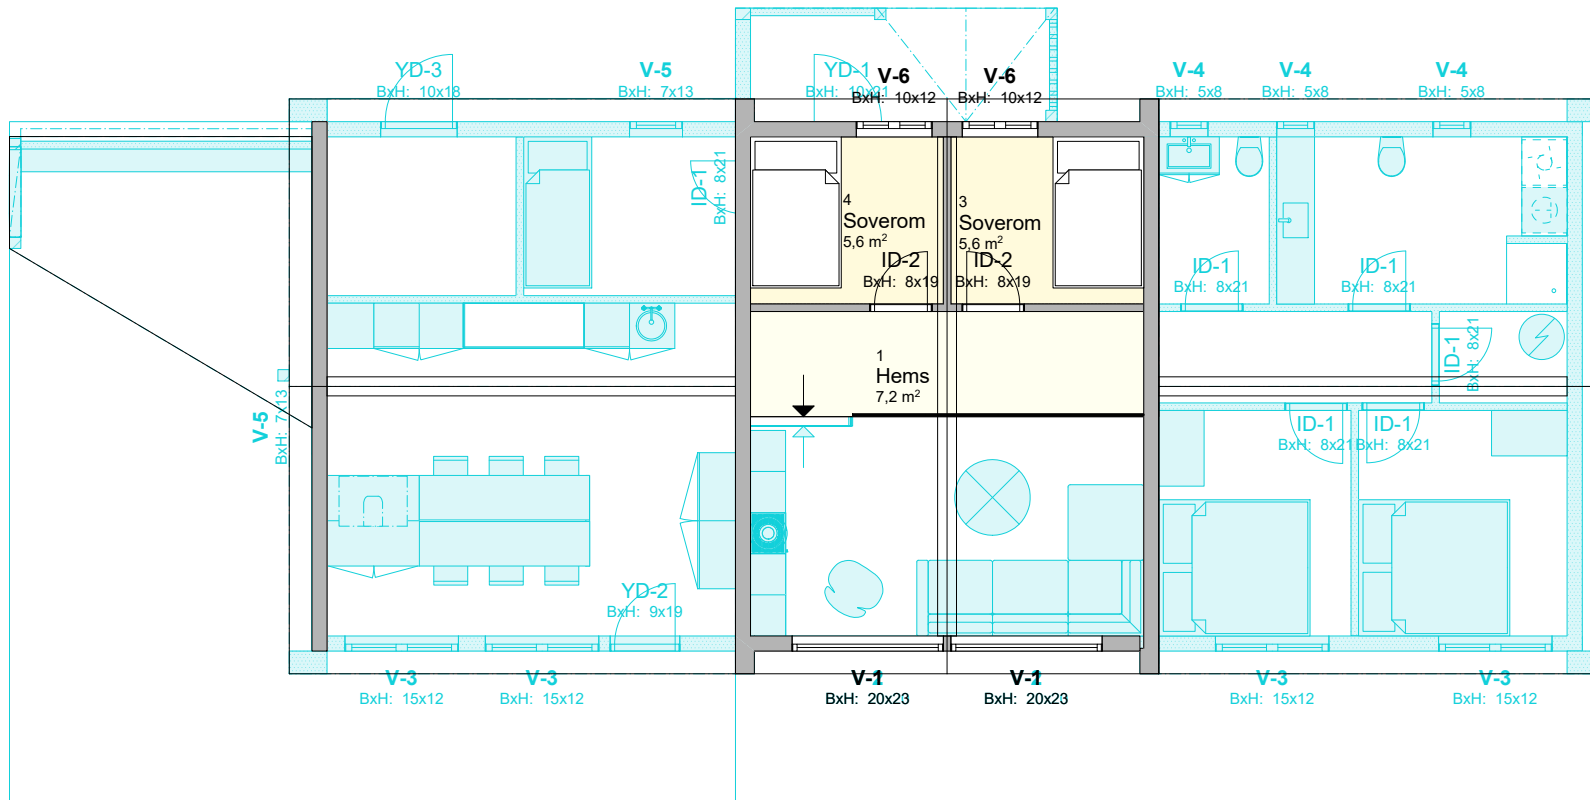 YD-3
BxH: 10x18
V-5
BxH: 7x13
YD-1
BxH: 10x21
V-6
BxH: 10x12
V-6
BxH: 10x12
V-4
BxH: 5x8
V-4
BxH: 5x8
V-4
BxH: 5x8
ID-1
BxH: 8x21
4
Soverom
5,6 m²
3
Soverom
5,6 m²
ID-2
BxH: 8x19
ID-2
BxH: 8x19
ID-1
BxH: 8x21
ID-1
BxH: 8x21
1
Hems
7,2 m²
ID-1
BxH: 8x21
V-5
BxH: 7x13
ID-1
BxH: 8x21
ID-1
BxH: 8x21
YD-2
BxH: 9x19
V-3
BxH: 15x12
V-3
BxH: 15x12
V-1
BxH: 20x23
V-1
BxH: 20x23
V-3
BxH: 15x12
V-3
BxH: 15x12